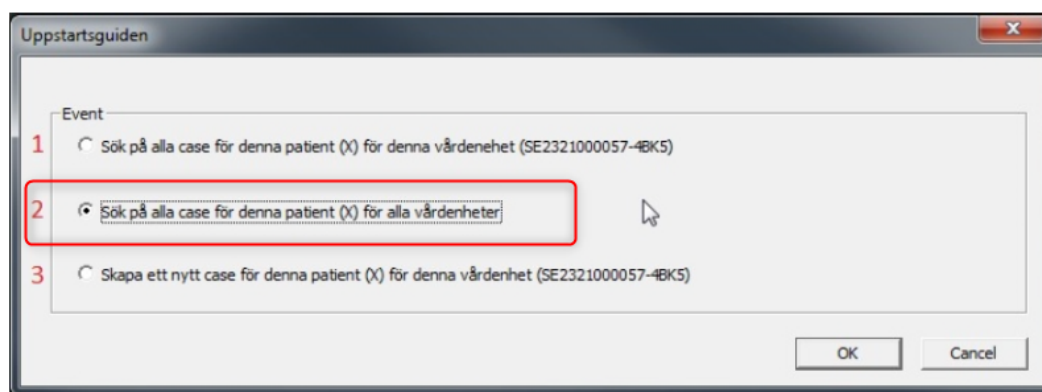 Uppstartsguiden
Event
1 Sök på alla case för denna patient (X) för denna vårdenehet (SE2321000057-4BK5)
2 Sök på alla case för denna patient (X) för alla vårdenheter
3 Skapa ett nytt case för denna patient (X) för denna vårdenhet (SE2321000057-4BK5)
OK Cancel